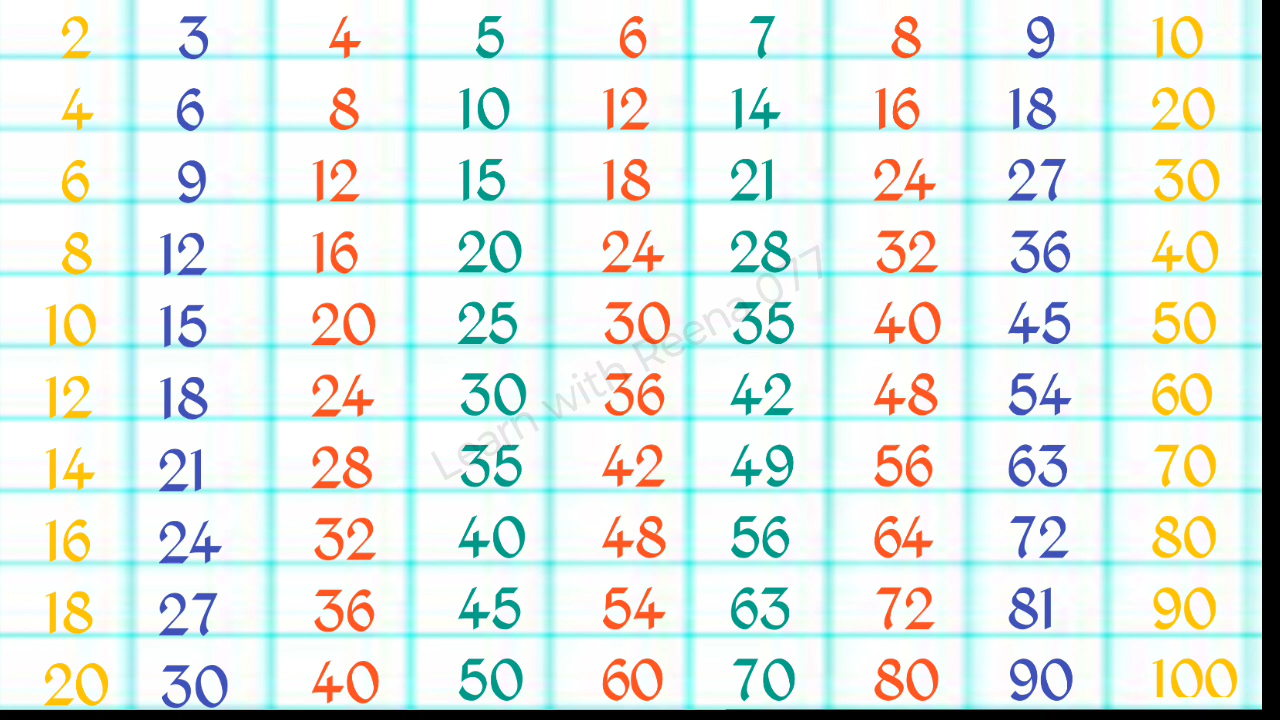 2 3 4 5 6 7 8 9 10
4 6 8 10 12 14 16 18 20
6 9 12 15 18 21 24 27 30
8 12 16 20 24 28 32 36 40
10 15 20 25 30 35 40 45 50
12 18 24 30 36 42 48 54 60
14 21 28 35 42 49 56 63 70
16 24 32 40 48 56 64 72 80
18 27 36 45 54 63 72 81 90
20 30 40 50 60 70 80 90 100
Learn with Reena 077